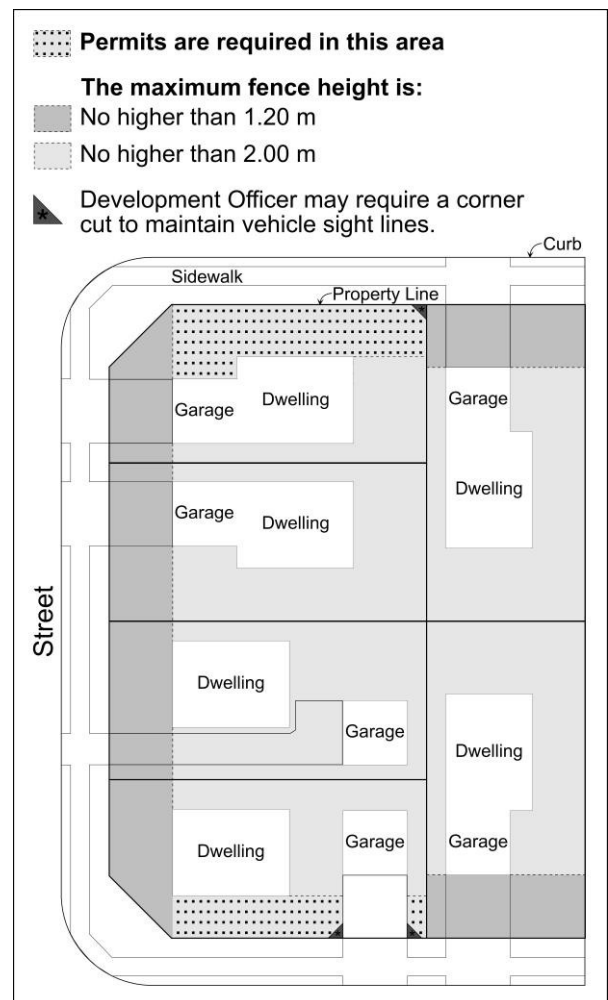 Permits are required in this area
The maximum fence height is:
No higher than 1.20 m
No higher than 2.00 m
* Development Officer may require a corner
cut to maintain vehicle sight lines.
Curb
Sidewalk
Property Line
*
Garage
Dwelling
Garage
Garage
Dwelling
Dwelling
Street
Dwelling
Garage
Dwelling
Dwelling
Garage
Garage
*
*